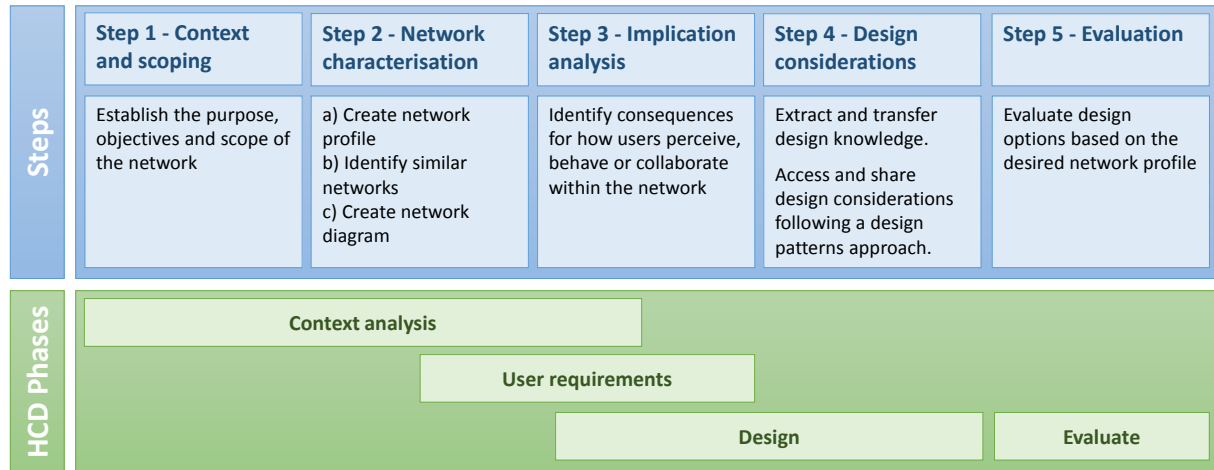 Steps
Step 1 - Context
and scoping
Step 2 - Network
characterisation
Step 3 - Implication
analysis
Step 4 - Design
considerations
Step 5 - Evaluation
Establish the purpose,
objectives and scope of
the network
a) Create network
profile
b) Identify similar
networks
c) Create network
diagram
Identify consequences
for how users perceive,
behave or collaborate
within the network
Extract and transfer
design knowledge.
Access and share
design considerations
following a design
patterns approach.
Evaluate design
options based on the
desired network profile
HCD Phases
Context analysis
User requirements
Design
Evaluate